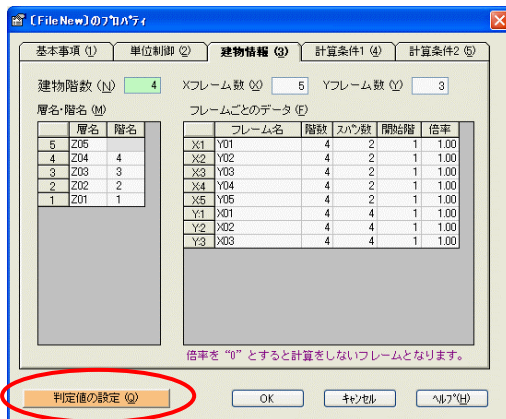 〔FileNew〕のﾌﾟﾛﾊﾟﾃｨ
基本事項 (1) 単位制御 (2) 建物情報 (3) 計算条件1 (4) 計算条件2 (5)
建物階数 (N) 4 Xフレーム数 (X) 5 Yフレーム数 (Y) 3
層名・階名 (M)
層名 階名
5 Z05
4 Z04 4
3 Z03 3
2 Z02 2
1 Z01 1
フレームごとのデータ (F)
フレーム名 階数 スパン数 開始階 倍率
X:1 Y01 4 2 1 1.00
X:2 Y02 4 2 1 1.00
X:3 Y03 4 2 1 1.00
X:4 Y04 4 2 1 1.00
X:5 Y05 4 2 1 1.00
Y:1 X01 4 4 1 1.00
Y:2 X02 4 4 1 1.00
Y:3 X03 4 4 1 1.00
倍率を “0” とすると計算をしないフレームとなります。
判定値の設定 (Q) OK ｷｬﾝｾﾙ ﾍﾙﾌﾟ(H)